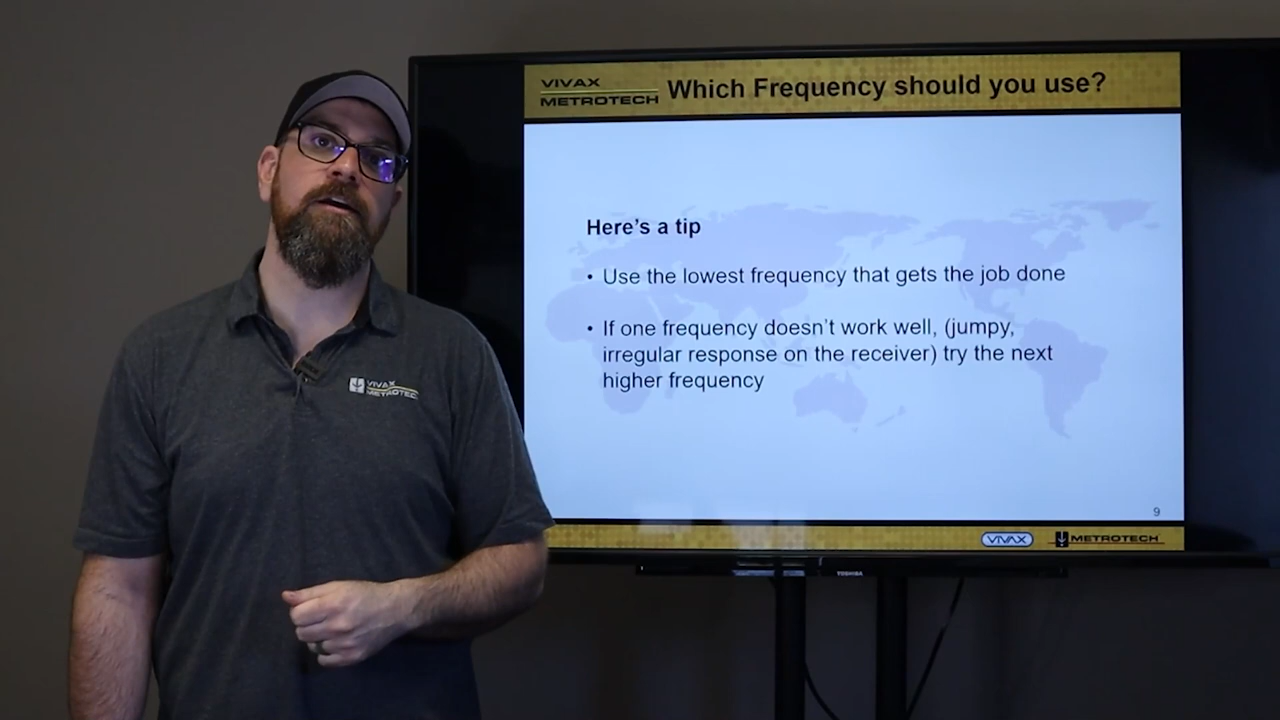 VIVAX
METROTECH
Which Frequency should you use?
Here's a tip
• Use the lowest frequency that gets the job done
• If one frequency doesn't work well, (jumpy,
irregular response on the receiver) try the next
higher frequency
9
VIVAX
METROTECH
TOSHIBA
VIVAX
METROTEC